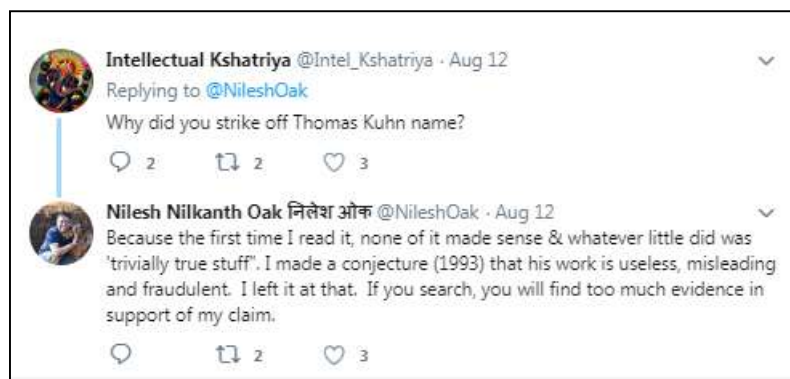 Intellectual Kshatriya @Intel_Kshatriya · Aug 12
Replying to @NileshOak
Why did you strike off Thomas Kuhn name?
2 2 3
Nilesh Nilkanth Oak निलेश ओक @NileshOak · Aug 12
Because the first time I read it, none of it made sense & whatever little did was
'trivially true stuff". I made a conjecture (1993) that his work is useless, misleading
and fraudulent. I left it at that. If you search, you will find too much evidence in
support of my claim.
2 3